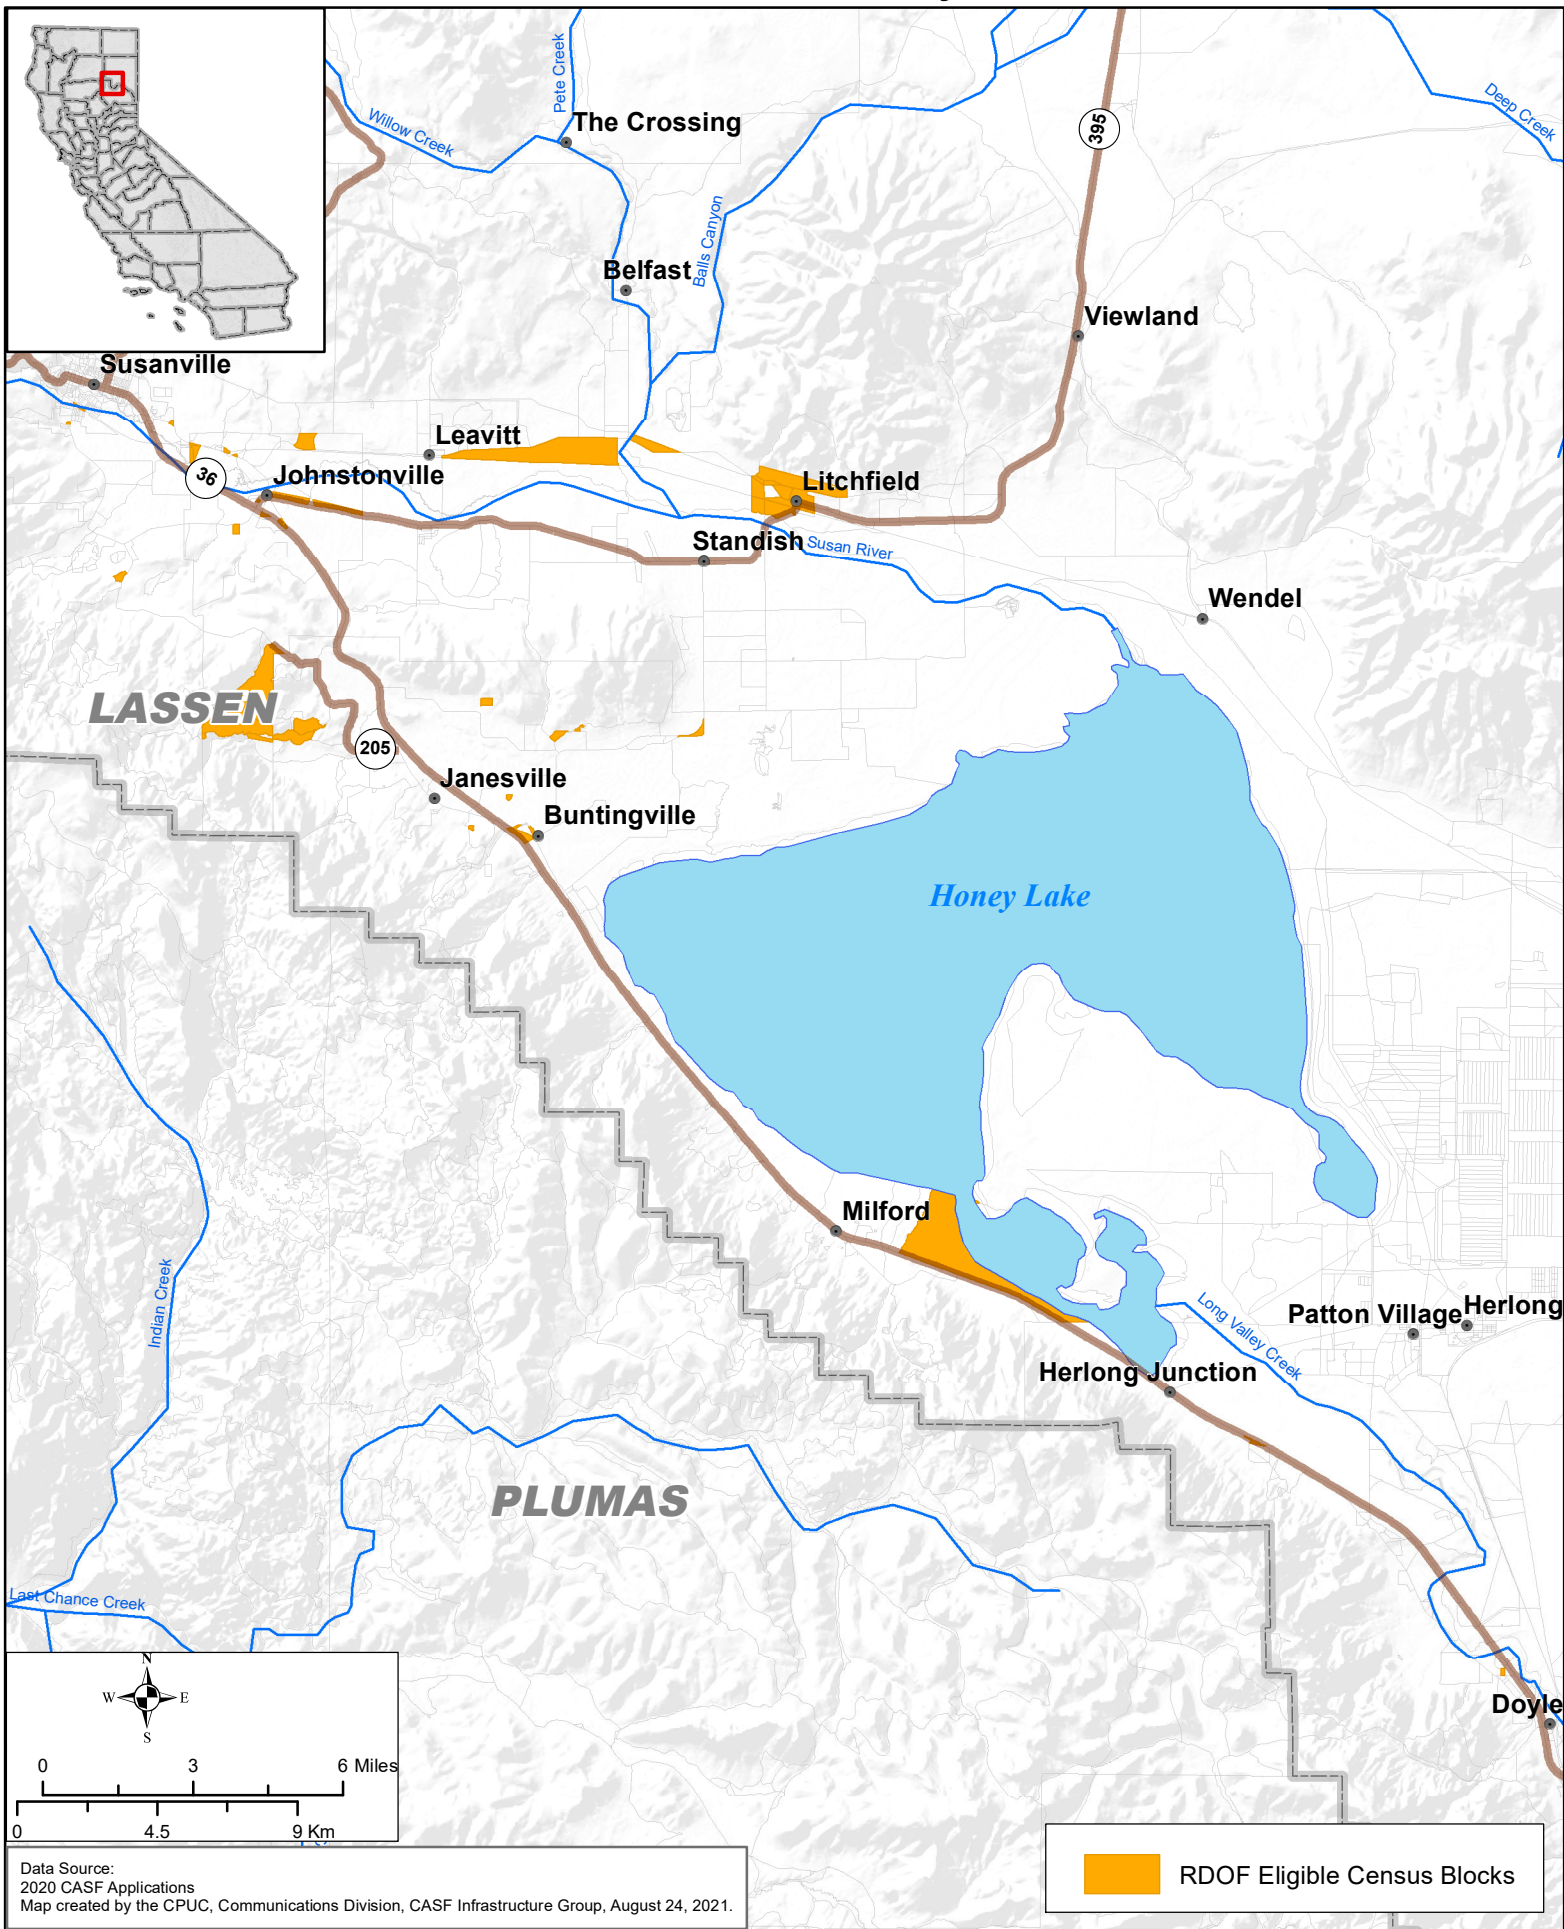 Pete Creek
Willow Creek
The Crossing
395
Deep Creek
Balls Canyon
Belfast
Viewland
Susanville
Leavitt
36
Johnstonville
Litchfield
Standish
Susan River
Wendel
LASSEN
205
Janesville
Buntingville
Honey Lake
Milford
Indian Creek
Long Valley Creek
Patton Village
Herlong
Herlong Junction
PLUMAS
Last Chance Creek
N
W E
S
Doyle
0 3 6 Miles
0 4.5 9 Km
RDOF Eligible Census Blocks
Data Source:
2020 CASF Applications
Map created by the CPUC, Communications Division, CASF Infrastructure Group, August 24, 2021.